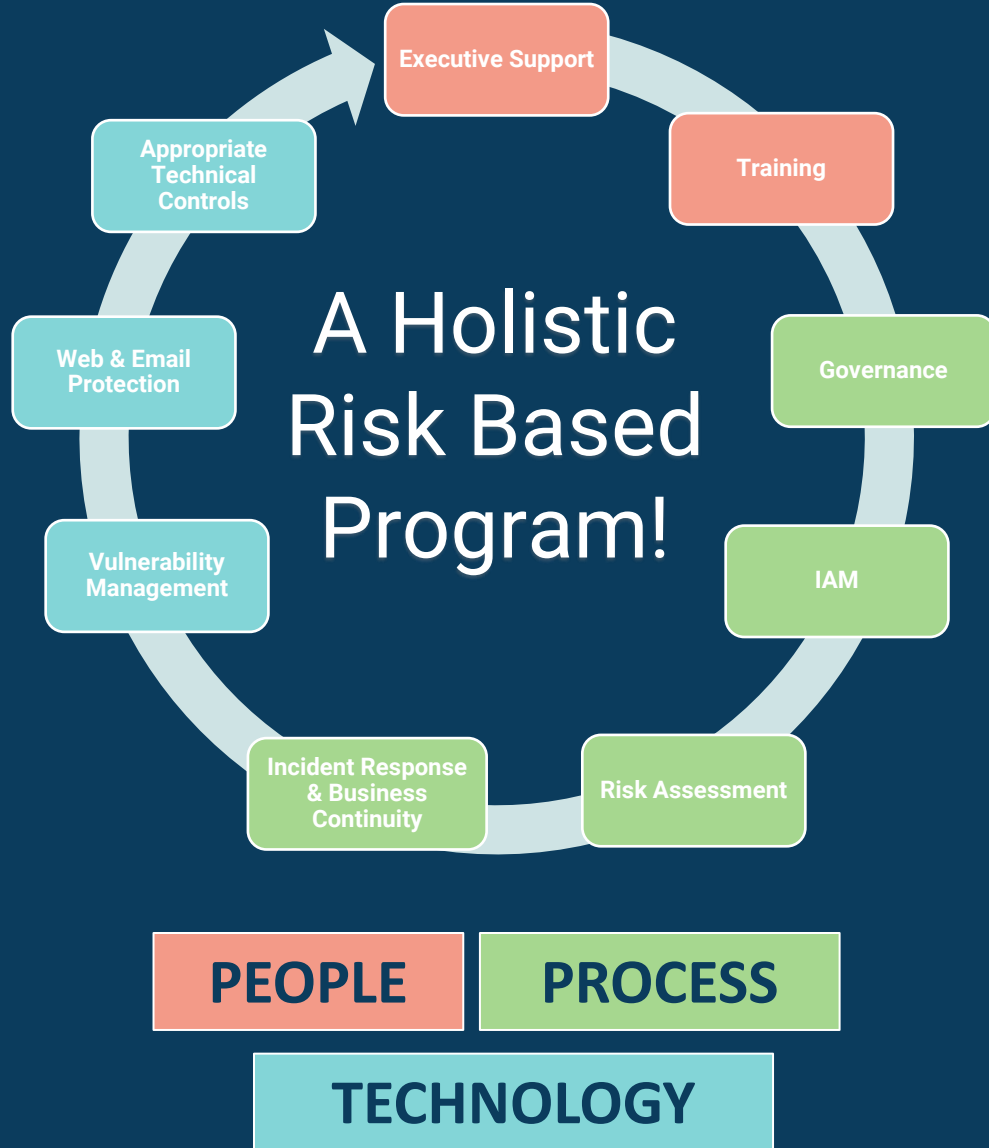 Executive Support
Training
Governance
IAM
Risk Assessment
Incident Response
& Business
Continuity
Vulnerability
Management
Web & Email
Protection
Appropriate
Technical
Controls
A Holistic
Risk Based
Program!
PEOPLE
PROCESS
TECHNOLOGY